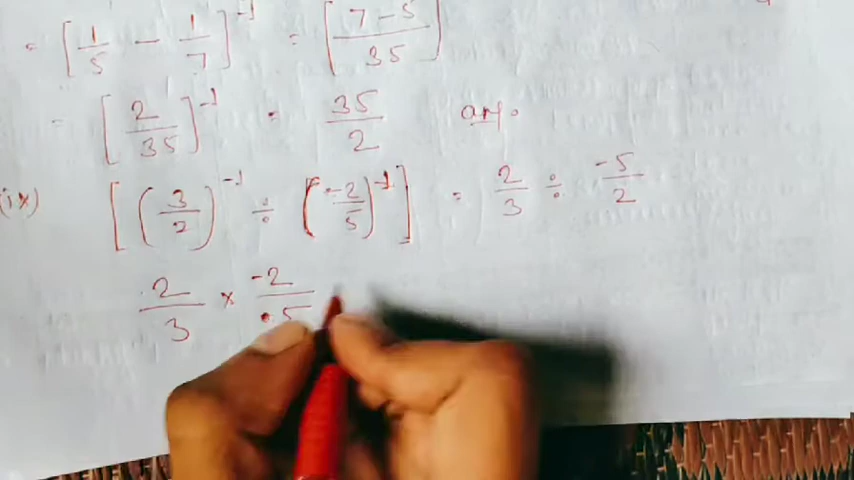 = [1/5 - 1/7]⁻¹ = [7 - 5/35]
= [2/35]⁻¹ = 35/2 ans.
(ix) [(3/2)⁻¹ ÷ (-2/5)⁻¹] = 2/3 ÷ -5/2
2/3 × -2/5